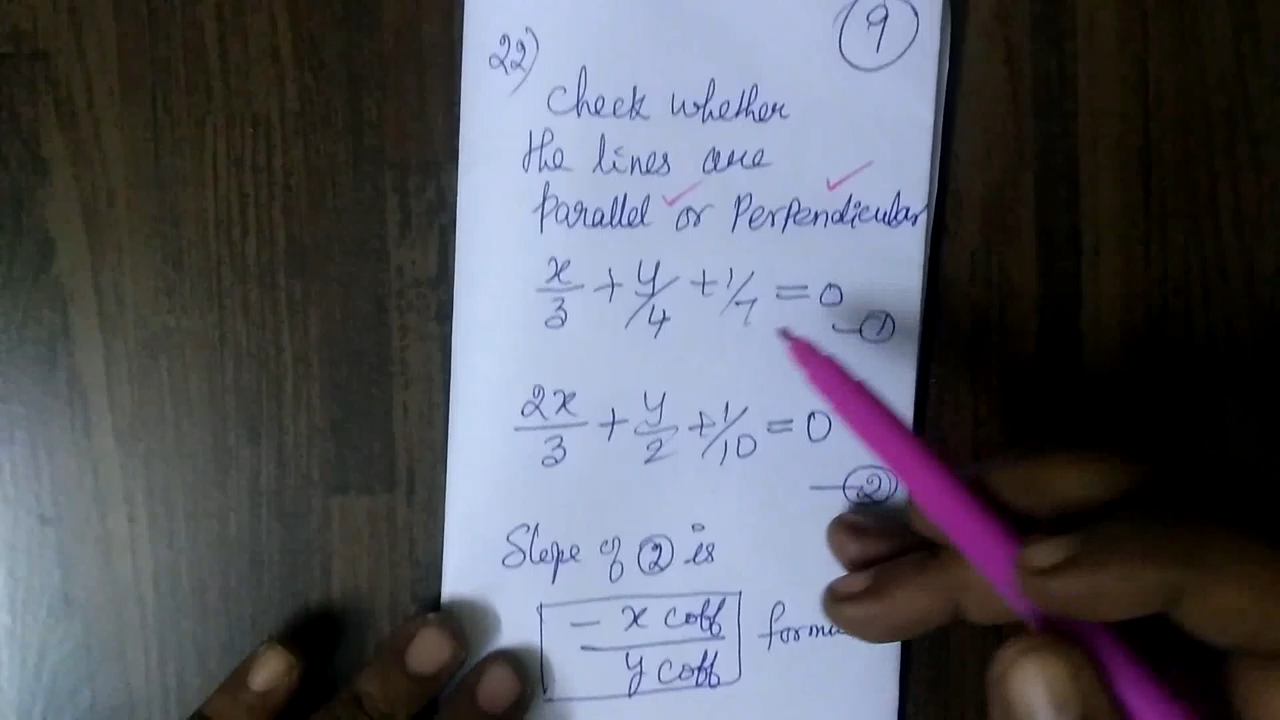 9
22)
Check whether
the lines are
parallel or Perpendicular
x/3 + y/4 + 1/7 = 0
— ①
2x/3 + y/2 + 1/10 = 0
— ②
Slope of ② is
- x coff / y coff